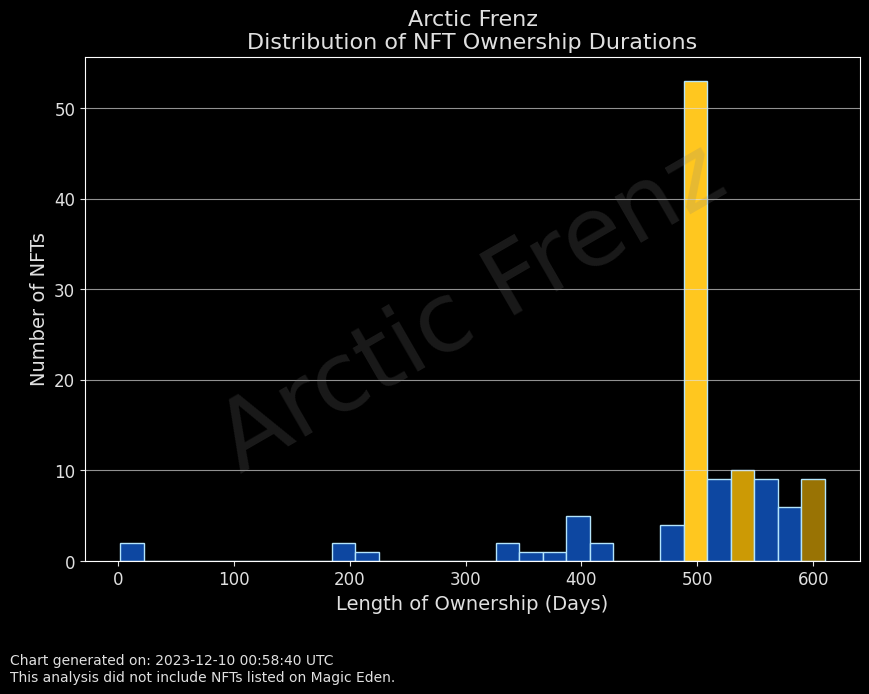 Arctic Frenz
Distribution of NFT Ownership Durations
Number of NFTs
50
40
30
20
10
0
Arctic Frenz
0 100 200 300 400 500 600
Length of Ownership (Days)
Chart generated on: 2023-12-10 00:58:40 UTC
This analysis did not include NFTs listed on Magic Eden.